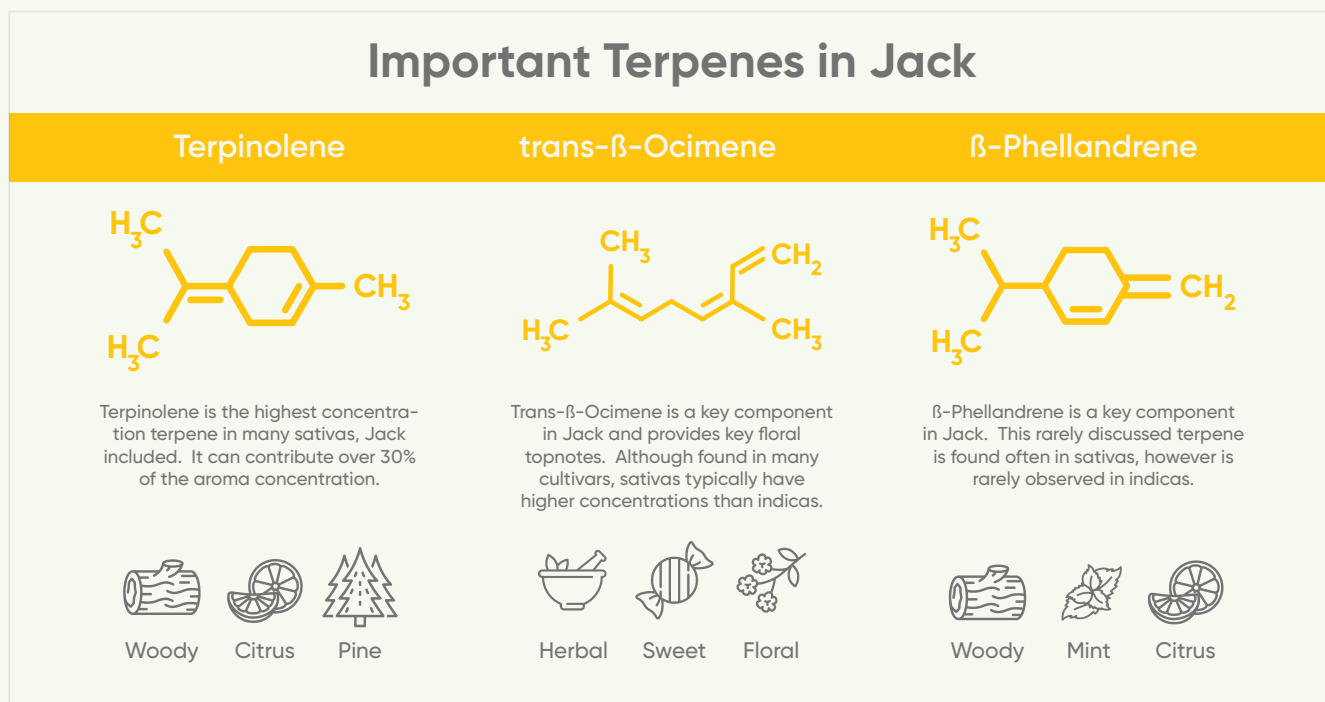 Important Terpenes in Jack
Terpinolene
trans-ß-Ocimene
ß-Phellandrene
H3C
CH3
H3C
CH3
CH2
H3C
CH3
H3C
CH2
H3C
Terpinolene is the highest concentra-
tion terpene in many sativas, Jack
included.  It can contribute over 30%
of the aroma concentration.
Trans-ß-Ocimene is a key component
in Jack and provides key floral
topnotes.  Although found in many
cultivars, sativas typically have
higher concentrations than indicas.
ß-Phellandrene is a key component
in Jack.  This rarely discussed terpene
is found often in sativas, however is
rarely observed in indicas.
Woody
Citrus
Pine
Herbal
Sweet
Floral
Woody
Mint
Citrus